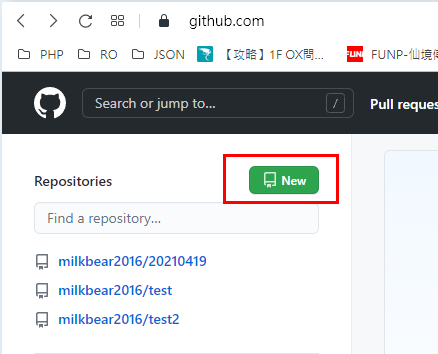 github.com
PHP RO JSON 【攻略】1F OX問... FUNP-仙境傳
Search or jump to... /
Pull reques
Repositories
New
Find a repository...
milkbear2016/20210419
milkbear2016/test
milkbear2016/test2